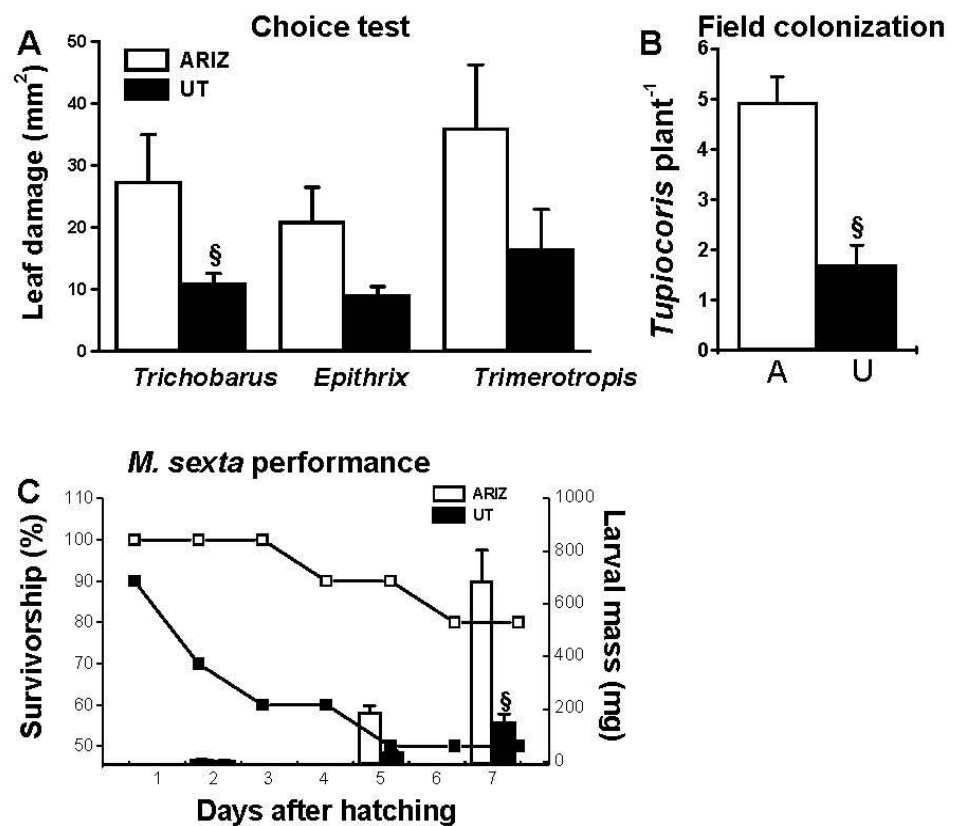 A
Choice test
Leaf damage (mm²)
50
40
30
20
10
0
ARIZ
UT
§
Trichobarus
Epithrix
Trimerotropis
B
Field colonization
Tupiocoris plant⁻¹
6
5
4
3
2
1
0
§
A
U
C
M. sexta performance
Survivorship (%)
110
100
90
80
70
60
50
ARIZ
UT
§
1000
800
600
400
200
0
Larval mass (mg)
1 2 3 4 5 6 7
Days after hatching